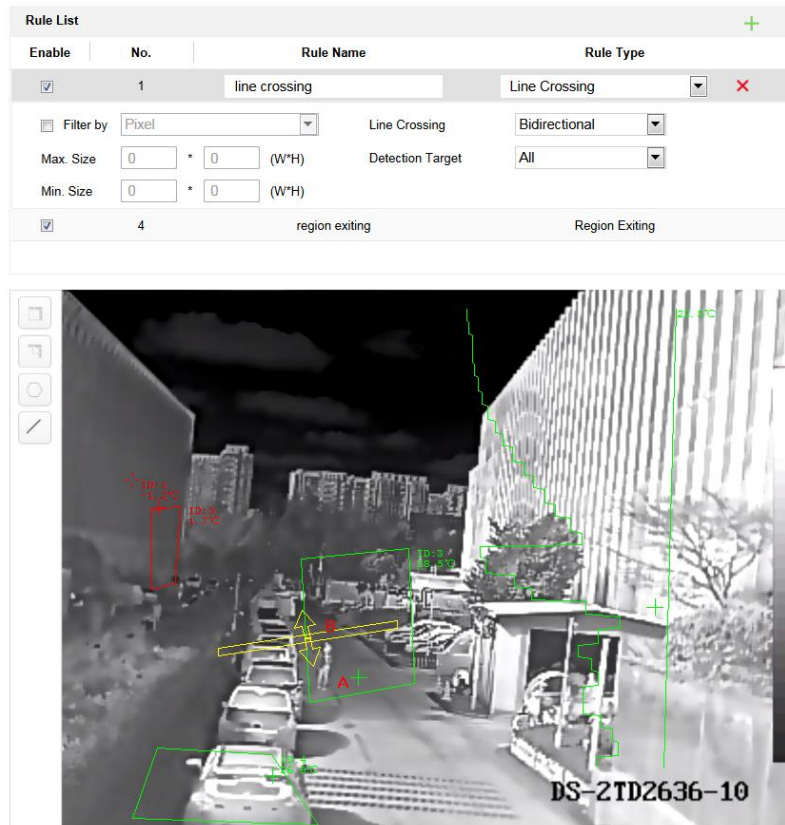 Rule List
Enable No. Rule Name Rule Type
1 line crossing Line Crossing
Filter by Pixel Line Crossing Bidirectional
Max. Size 0 * 0 (W*H) Detection Target All
Min. Size 0 * 0 (W*H)
4 region exiting Region Exiting
ID:3
B
A
DS-2TD2636-10